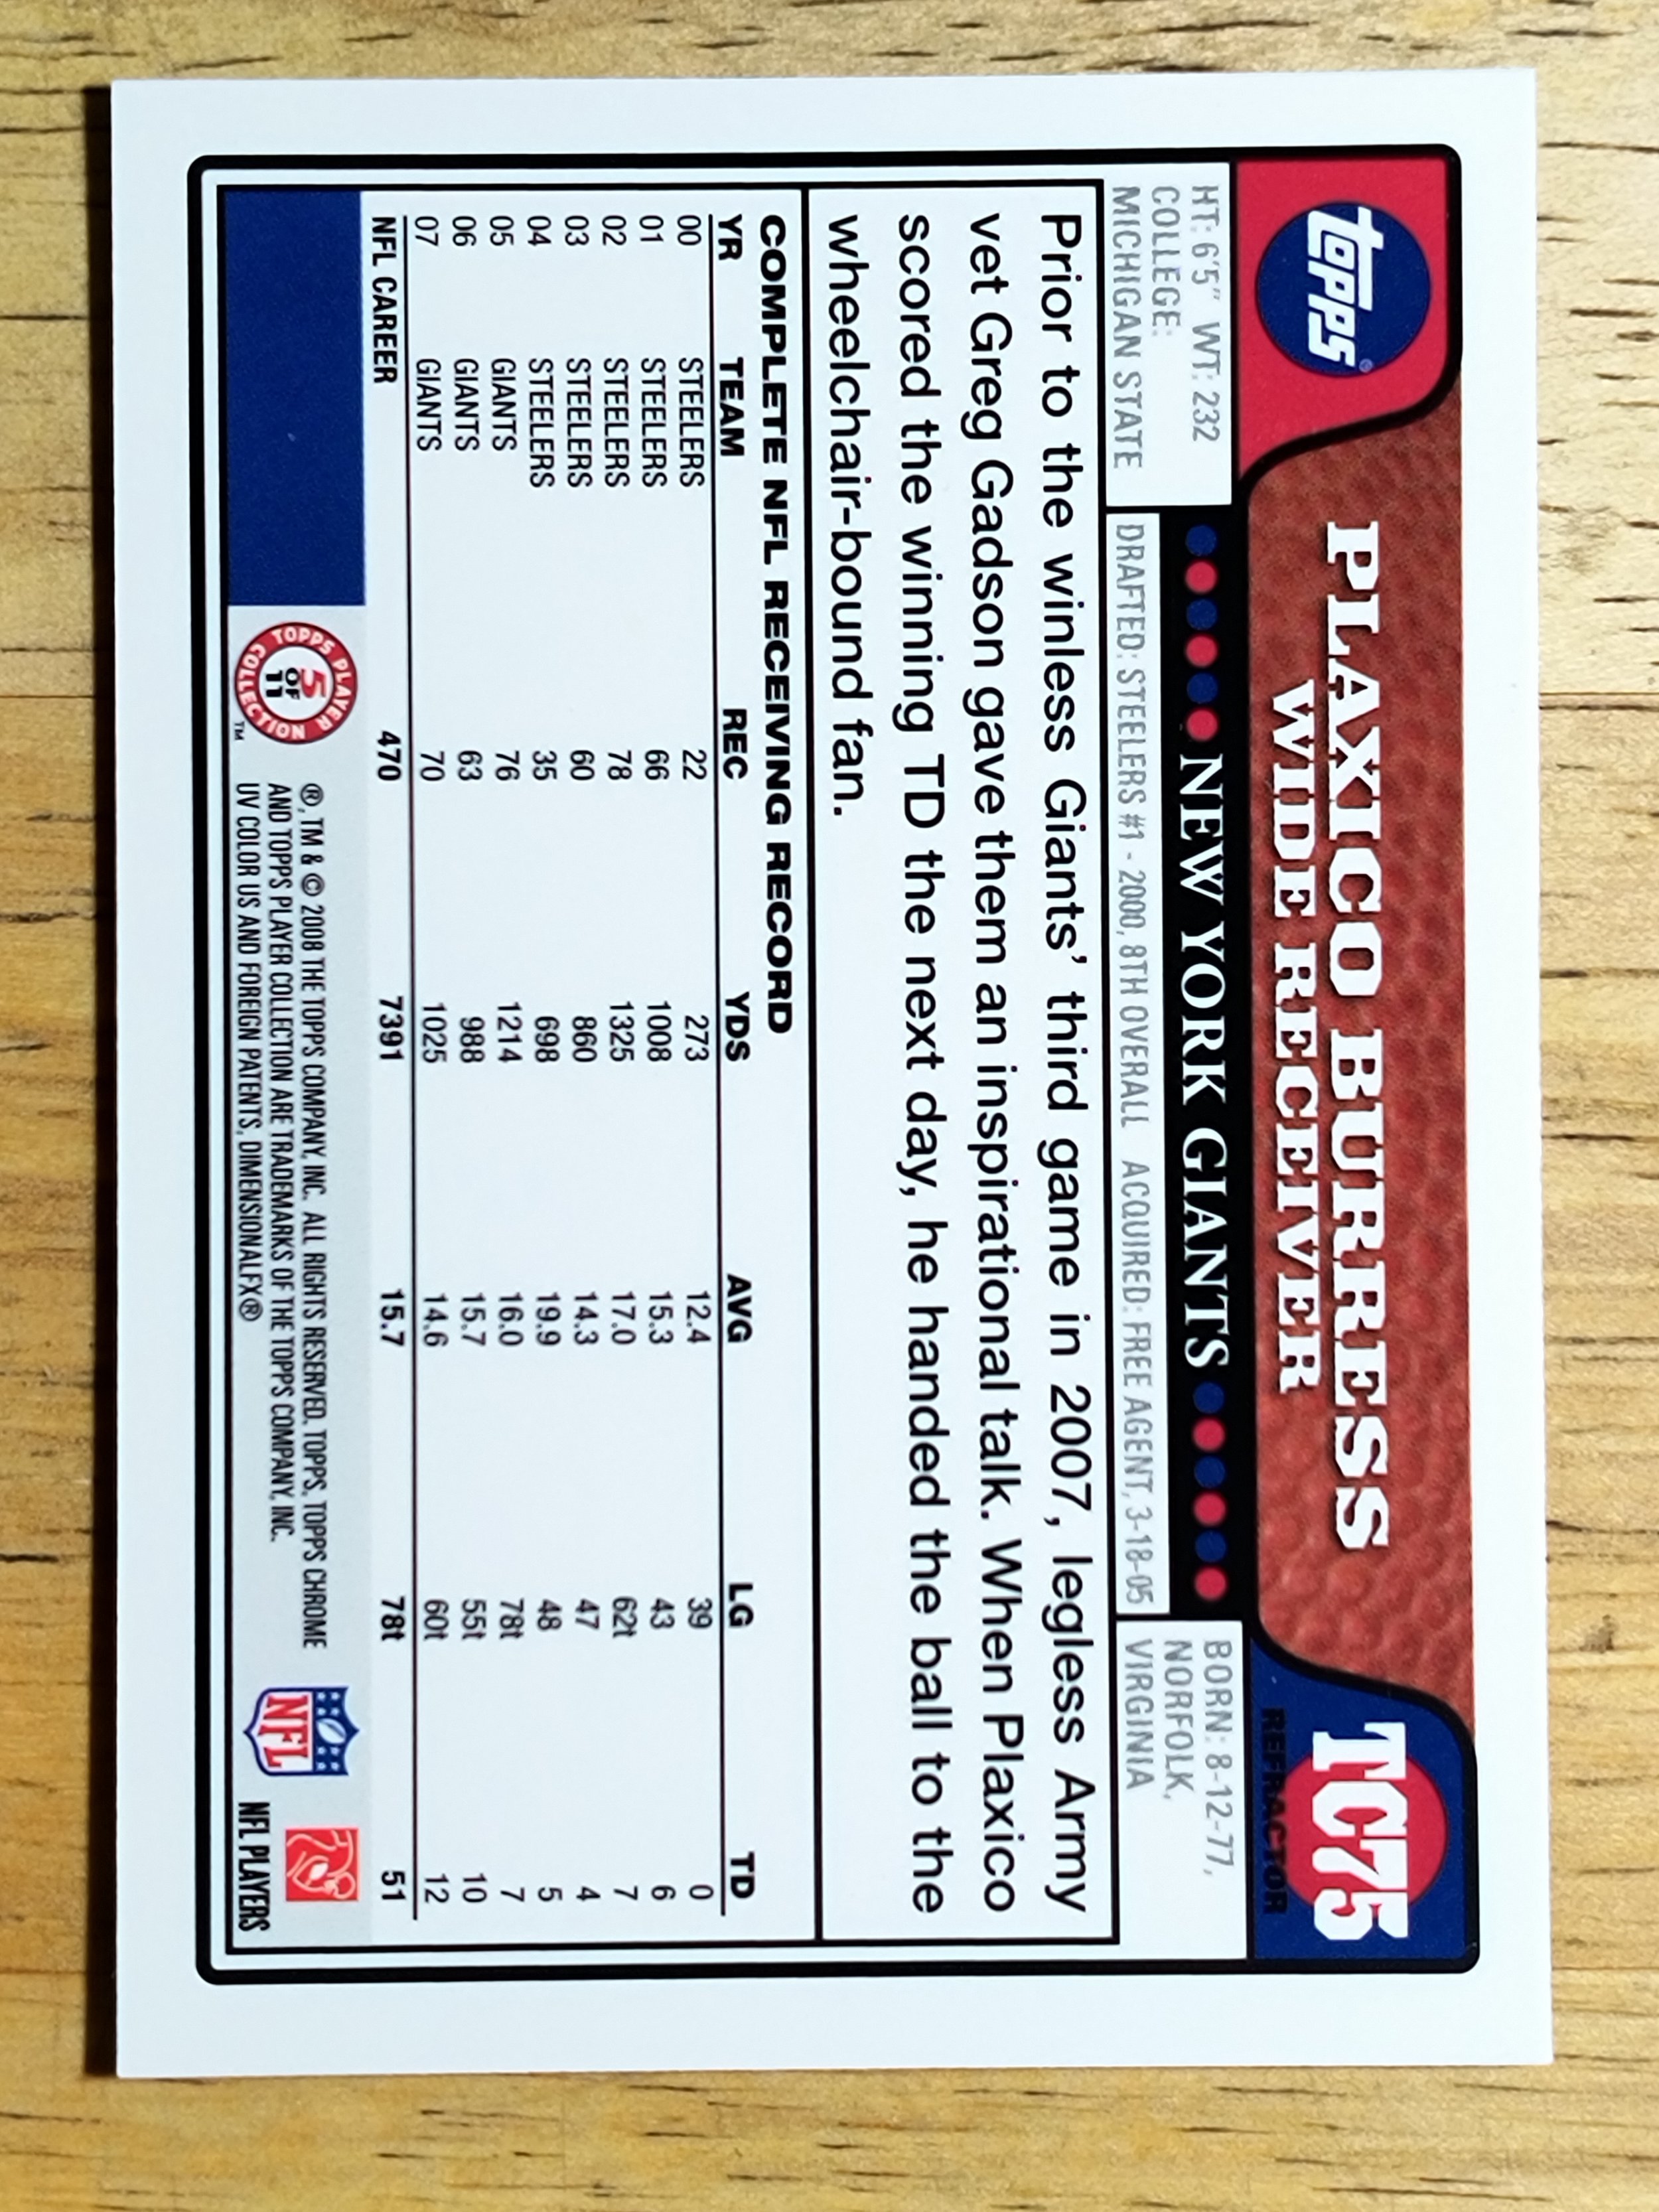 topps®
PLAXICO BURRESS
WIDE RECEIVER
TC75
REFRACTOR
HT: 6'5" WT: 232
COLLEGE:
MICHIGAN STATE
NEW YORK GIANTS
DRAFTED: STEELERS #1 - 2000, 8TH OVERALL ACQUIRED: FREE AGENT, 3-18-05
BORN: 8-12-77,
NORFOLK,
VIRGINIA
Prior to the winless Giants' third game in 2007, legless Army
vet Greg Gadson gave them an inspirational talk. When Plaxico
scored the winning TD the next day, he handed the ball to the
wheelchair-bound fan.
COMPLETE NFL RECEIVING RECORD
YR TEAM REC YDS AVG LG TD
00 STEELERS 22 273 12.4 39 0
01 STEELERS 66 1008 15.3 43 6
02 STEELERS 78 1325 17.0 62t 7
03 STEELERS 60 860 14.3 47 4
04 STEELERS 35 698 19.9 48 5
05 GIANTS 76 1214 16.0 78t 7
06 GIANTS 63 988 15.7 55t 10
07 GIANTS 70 1025 14.6 60t 12
NFL CAREER 470 7391 15.7 78t 51
TOPPS PLAYER
5
OF
11
COLLECTION
™
®, TM & © 2008 THE TOPPS COMPANY, INC. ALL RIGHTS RESERVED. TOPPS, TOPPS CHROME
AND TOPPS PLAYER COLLECTION ARE TRADEMARKS OF THE TOPPS COMPANY, INC.
UV COLOR US AND FOREIGN PATENTS, DIMENSIONALFX®
NFL
NFL PLAYERS